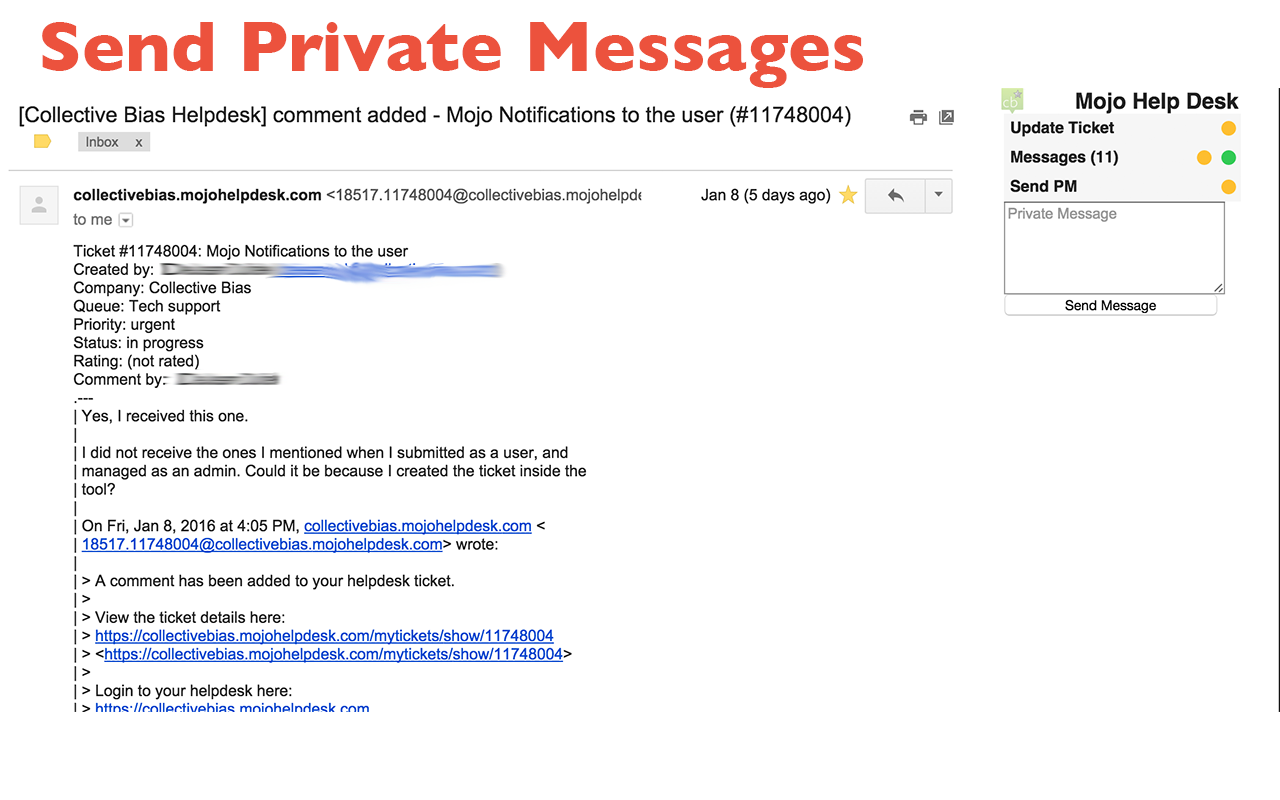 Send Private Messages
[Collective Bias Helpdesk] comment added - Mojo Notifications to the user (#11748004)
Inbox x
collectivebias.mojohelpdesk.com <18517.11748004@collectivebias.mojohelpde
Jan 8 (5 days ago)
to me
Ticket #11748004: Mojo Notifications to the user
Created by:
Company: Collective Bias
Queue: Tech support
Priority: urgent
Status: in progress
Rating: (not rated)
Comment by:
.---
| Yes, I received this one.
|
| I did not receive the ones I mentioned when I submitted as a user, and
| managed as an admin. Could it be because I created the ticket inside the
| tool?
|
| On Fri, Jan 8, 2016 at 4:05 PM, collectivebias.mojohelpdesk.com <
| 18517.11748004@collectivebias.mojohelpdesk.com> wrote:
|
| > A comment has been added to your helpdesk ticket.
| >
| > View the ticket details here:
| > https://collectivebias.mojohelpdesk.com/mytickets/show/11748004
| > <https://collectivebias.mojohelpdesk.com/mytickets/show/11748004>
| >
| > Login to your helpdesk here:
| > https://collectivebias.mojohelpdesk.com
cb
Mojo Help Desk
Update Ticket
Messages (11)
Send PM
Private Message
Send Message